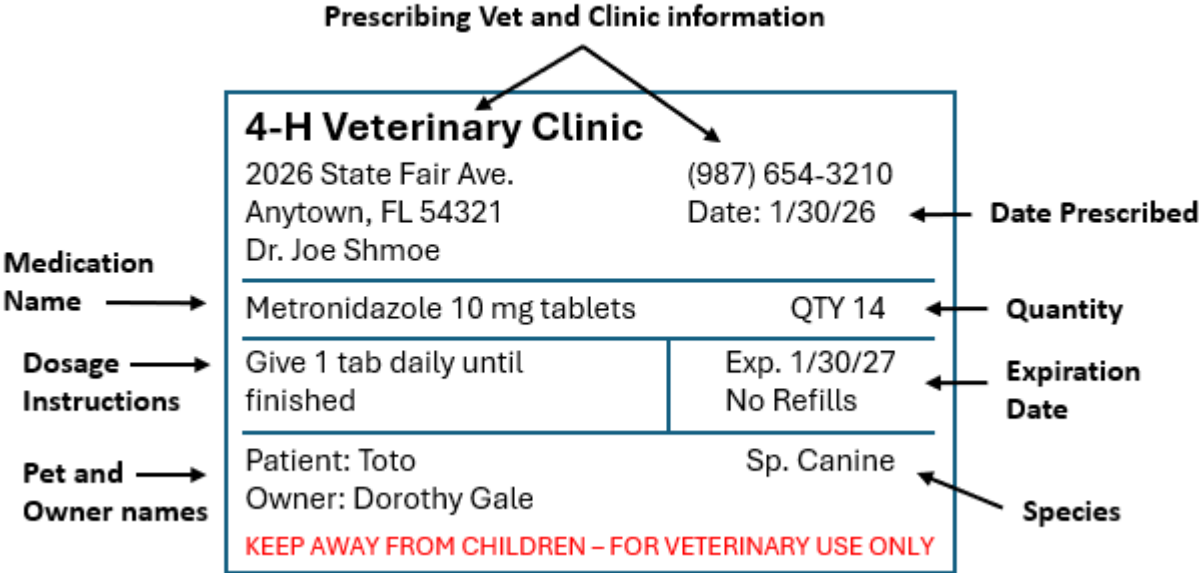 Prescribing Vet and Clinic information
4-H Veterinary Clinic
2026 State Fair Ave.
(987) 654-3210
Anytown, FL 54321
Date: 1/30/26
Date Prescribed
Dr. Joe Shmoe
Medication
Name
Metronidazole 10 mg tablets
QTY 14
Quantity
Dosage
Instructions
Give 1 tab daily until
finished
Exp. 1/30/27
No Refills
Expiration
Date
Pet and
Owner names
Patient: Toto
Owner: Dorothy Gale
Sp. Canine
Species
KEEP AWAY FROM CHILDREN – FOR VETERINARY USE ONLY